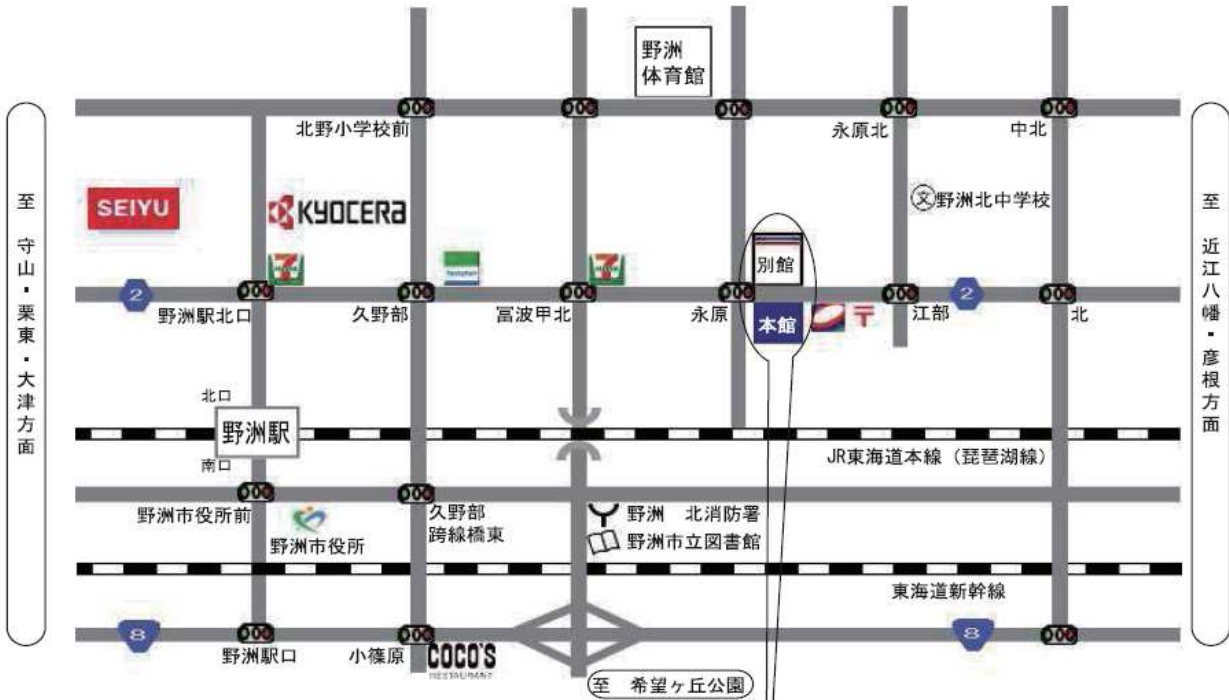 野洲
体育館
北野小学校前
永原北
中北
至 守山・栗東・大津方面
至 近江八幡・彦根方面
SEIYU
KYOCERA
文
野洲北中学校
7
FamilyMart
7
別館
2
2
野洲駅北口
久野部
冨波甲北
永原
本館
〒
江部
北
北口
野洲駅
南口
JR東海道本線（琵琶湖線）
野洲市役所前
野洲市役所
久野部
跨線橋東
野洲 北消防署
野洲市立図書館
東海道新幹線
8
8
野洲駅口
小篠原
COCO'S
RESTAURANT
至 希望ヶ丘公園